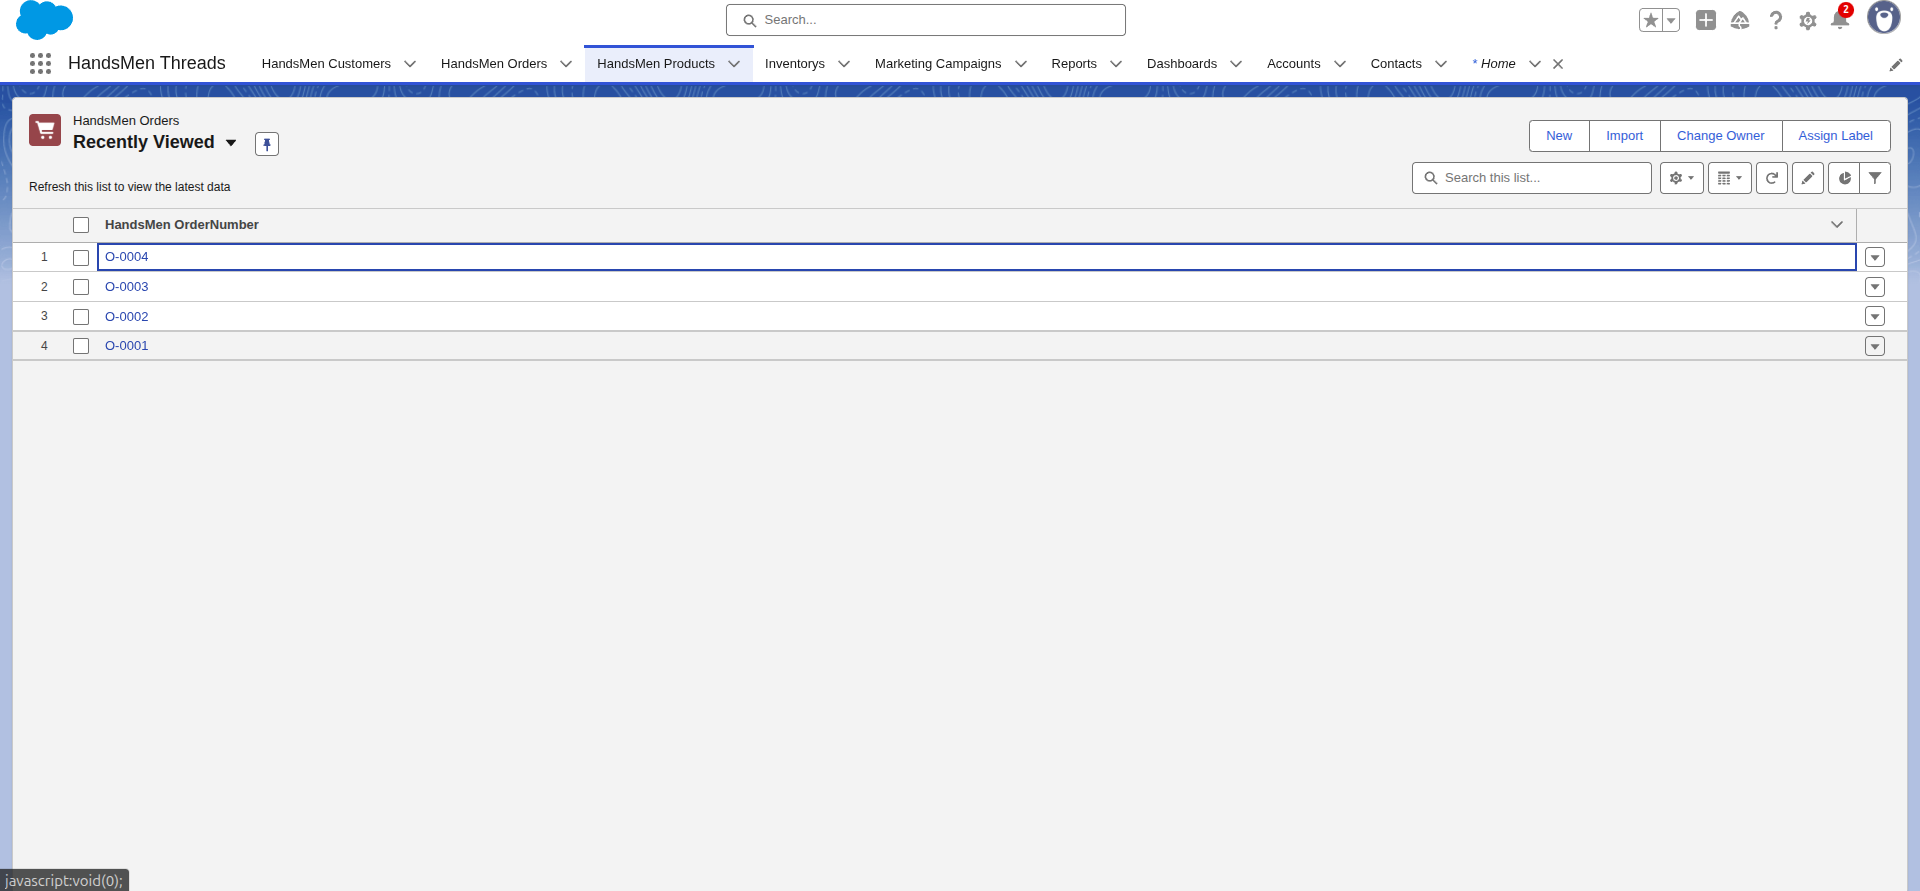 Search...
2
HandsMen Threads
HandsMen Customers
HandsMen Orders
HandsMen Products
Inventorys
Marketing Campaigns
Reports
Dashboards
Accounts
Contacts
* Home
HandsMen Orders
Recently Viewed
New
Import
Change Owner
Assign Label
Refresh this list to view the latest data
Search this list...
HandsMen OrderNumber
1 O-0004
2 O-0003
3 O-0002
4 O-0001
javascript:void(0);